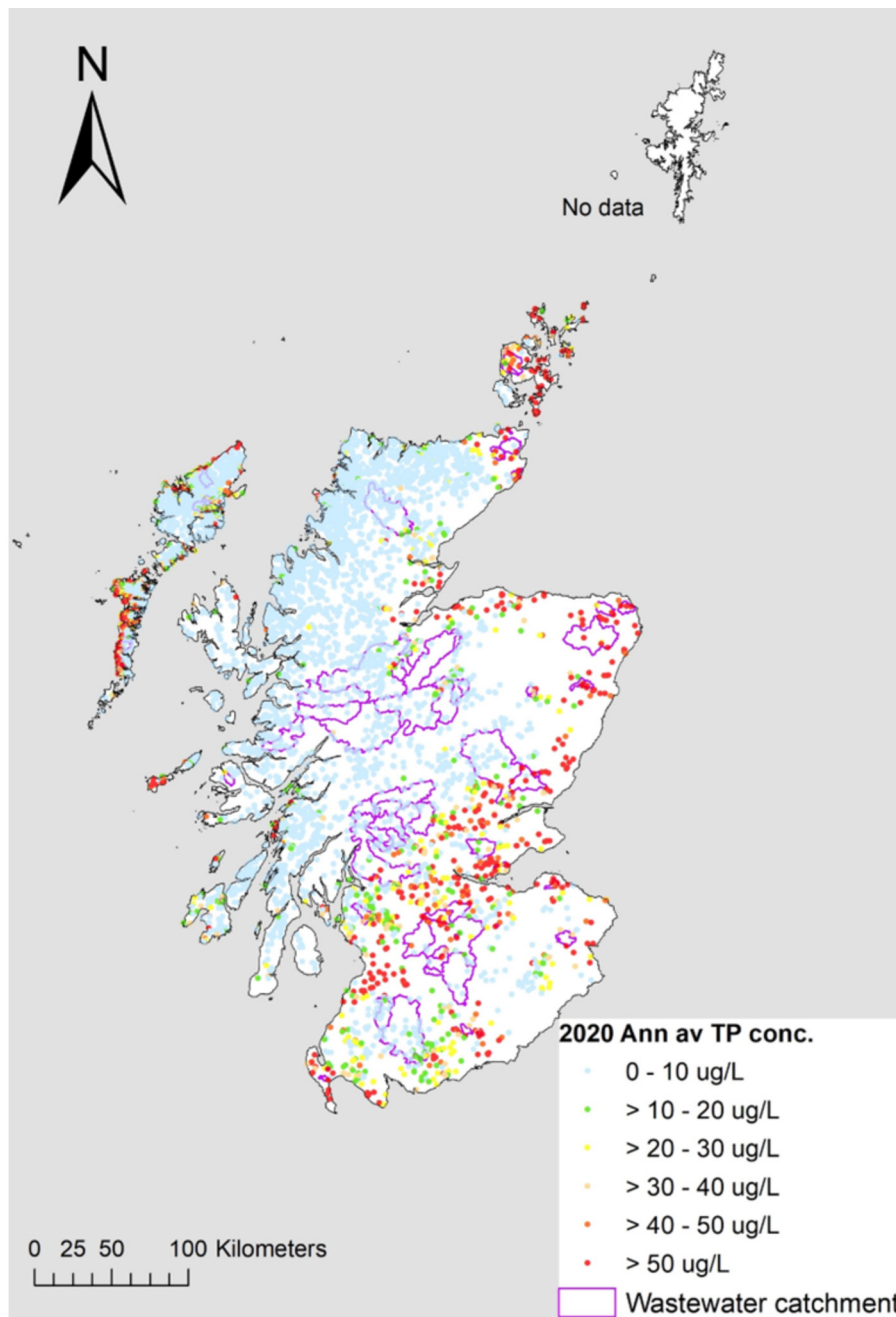 N
No data
2020 Ann av TP conc.
0 - 10 ug/L
> 10 - 20 ug/L
> 20 - 30 ug/L
> 30 - 40 ug/L
> 40 - 50 ug/L
> 50 ug/L
Wastewater catchment
0 25 50 100 Kilometers